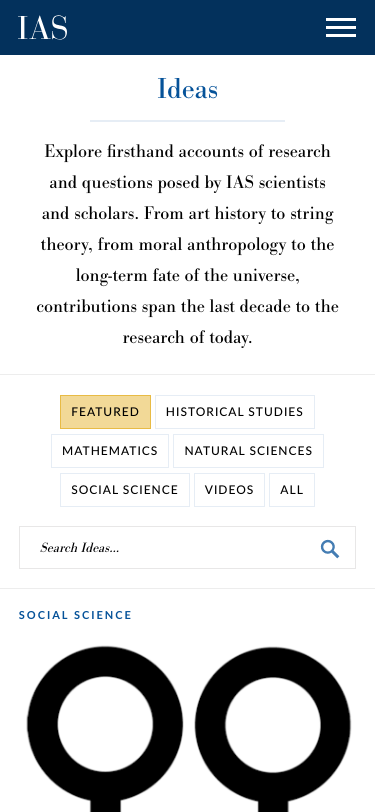 IAS
Ideas
Explore firsthand accounts of research
and questions posed by IAS scientists
and scholars. From art history to string
theory, from moral anthropology to the
long-term fate of the universe,
contributions span the last decade to the
research of today.
FEATURED HISTORICAL STUDIES
MATHEMATICS NATURAL SCIENCES
SOCIAL SCIENCE VIDEOS ALL
Search Ideas...
SOCIAL SCIENCE